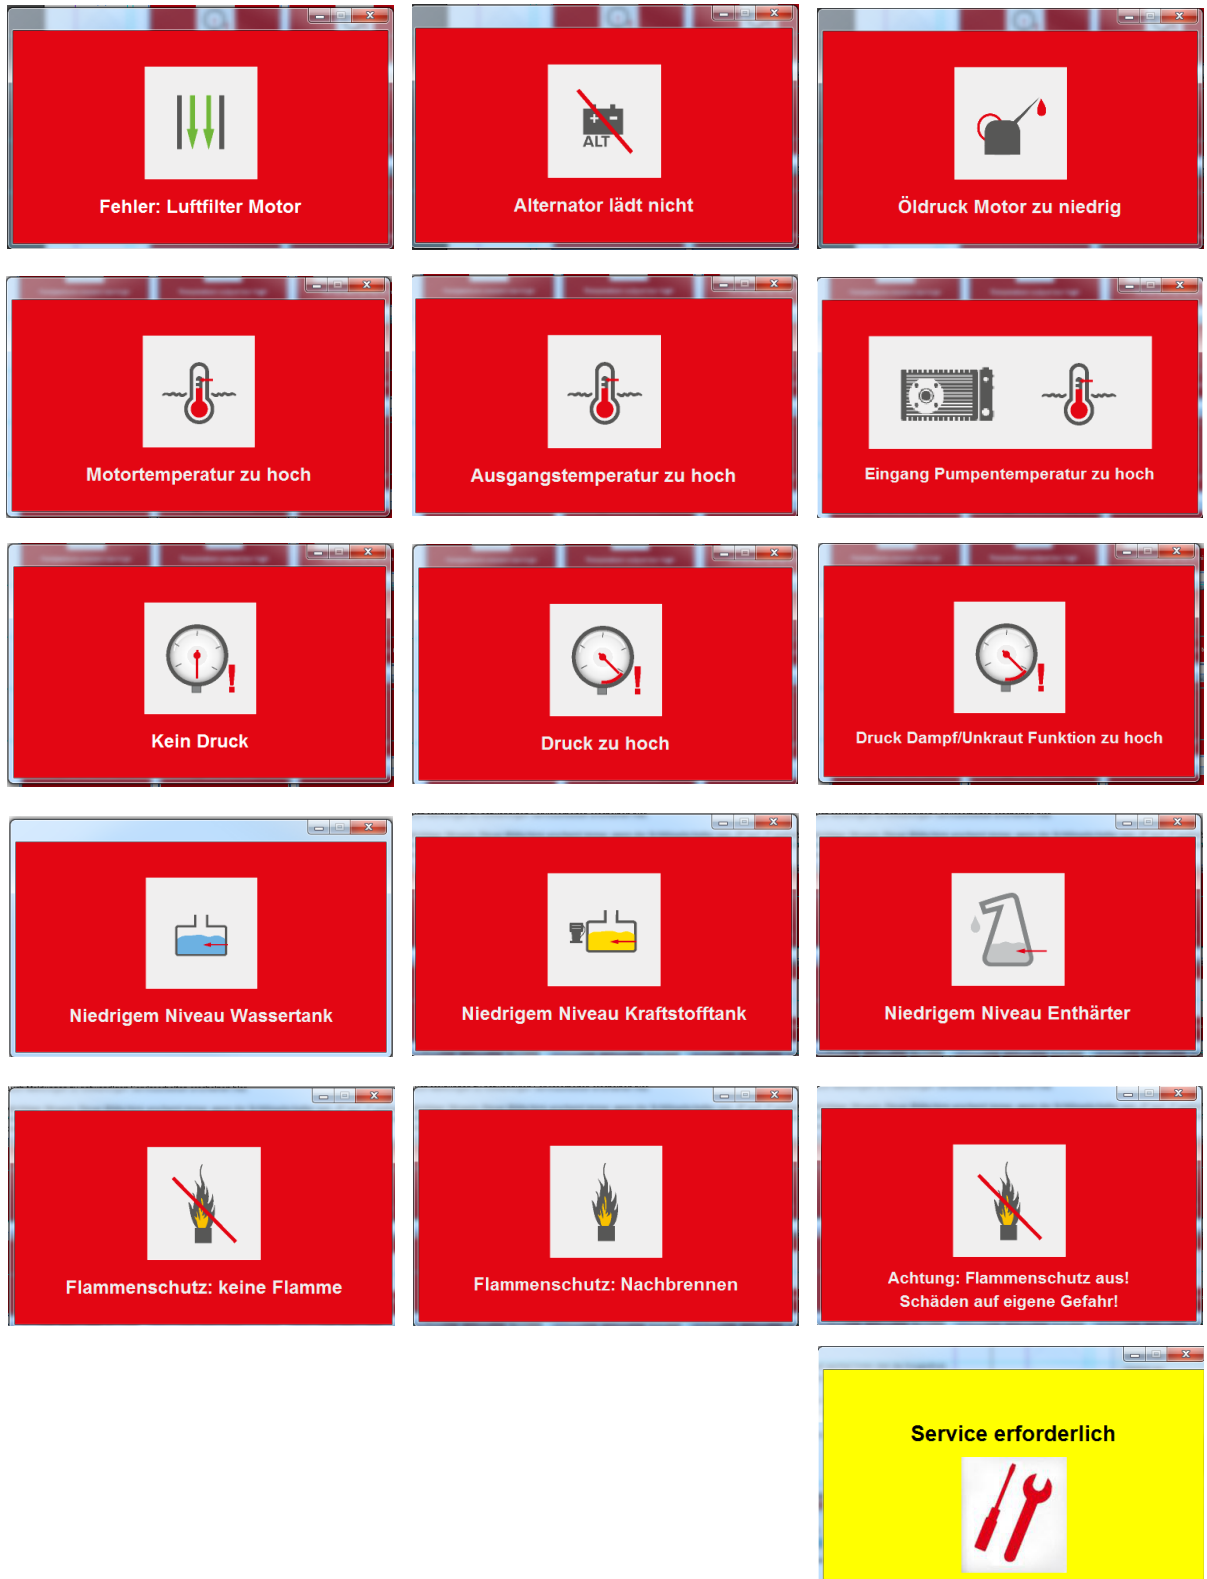 Fehler: Luftfilter Motor
ALT
Alternator lädt nicht
Öldruck Motor zu niedrig
Motortemperatur zu hoch
Ausgangstemperatur zu hoch
Eingang Pumpentemperatur zu hoch
Kein Druck
Druck zu hoch
Druck Dampf/Unkraut Funktion zu hoch
Niedrigem Niveau Wassertank
Niedrigem Niveau Kraftstofftank
Niedrigem Niveau Enthärter
Flammenschutz: keine Flamme
Flammenschutz: Nachbrennen
Achtung: Flammenschutz aus!
Schäden auf eigene Gefahr!
Service erforderlich